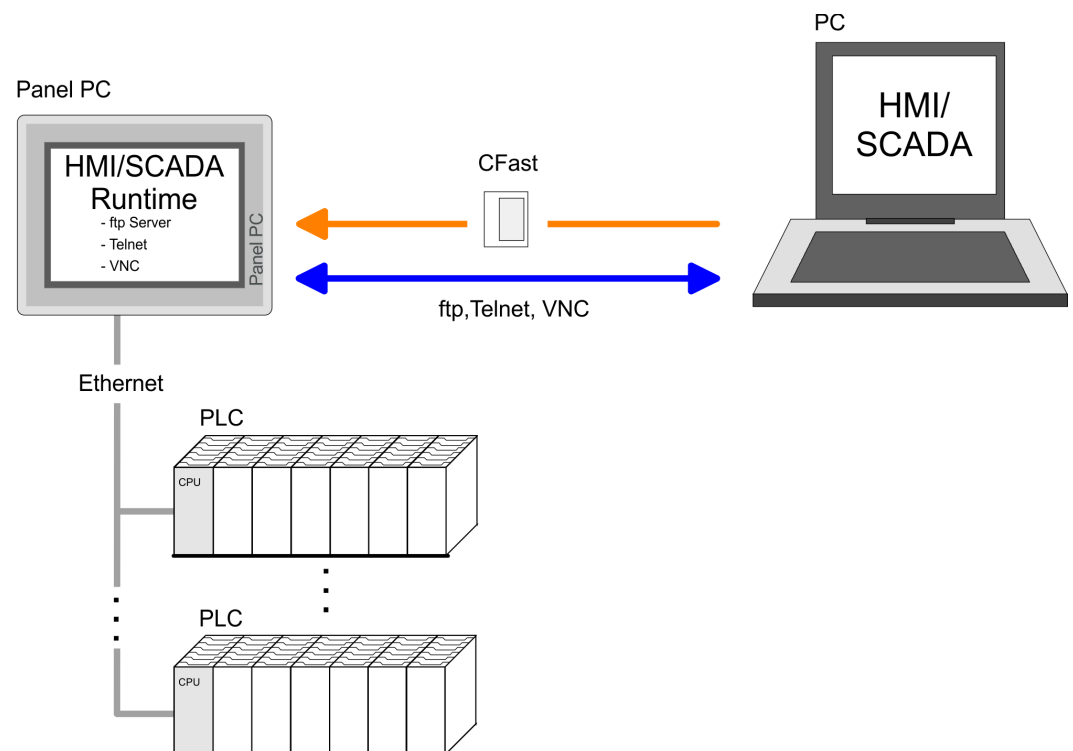 PC
Panel PC
HMI/
SCADA
HMI/SCADA
Runtime
- ftp Server
- Telnet
- VNC
Panel PC
CFast
ftp,Telnet, VNC
Ethernet
PLC
CPU
PLC
CPU